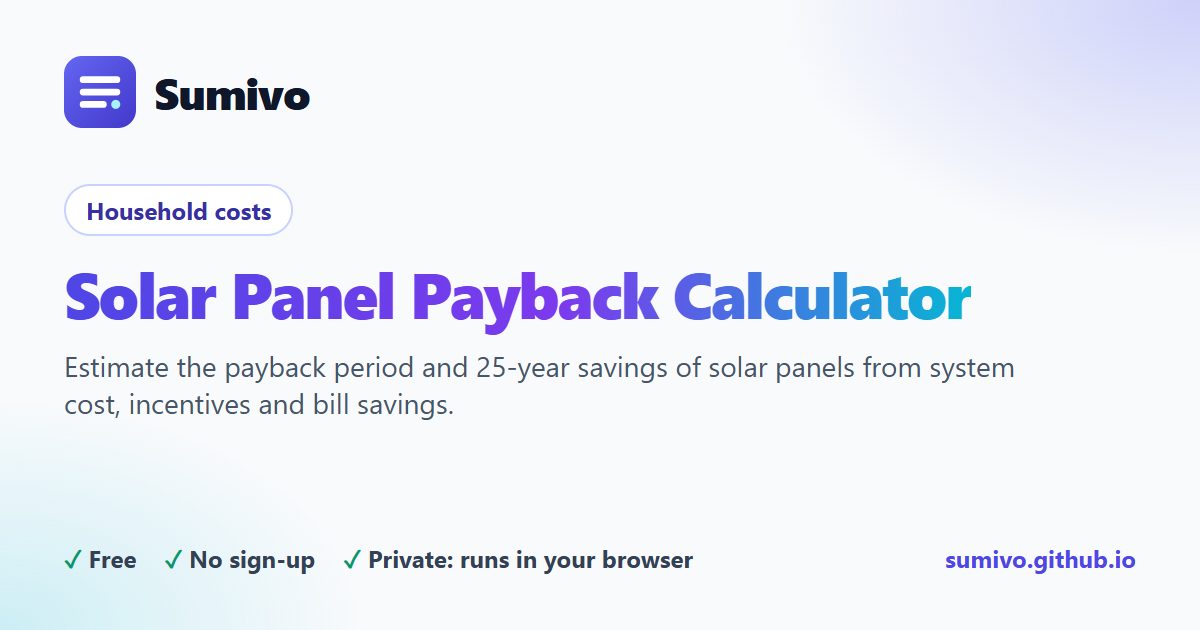 Sumivo
Household costs
Solar Panel Payback Calculator
Estimate the payback period and 25-year savings of solar panels from system
cost, incentives and bill savings.
✓ Free ✓ No sign-up ✓ Private: runs in your browser
sumivo.github.io